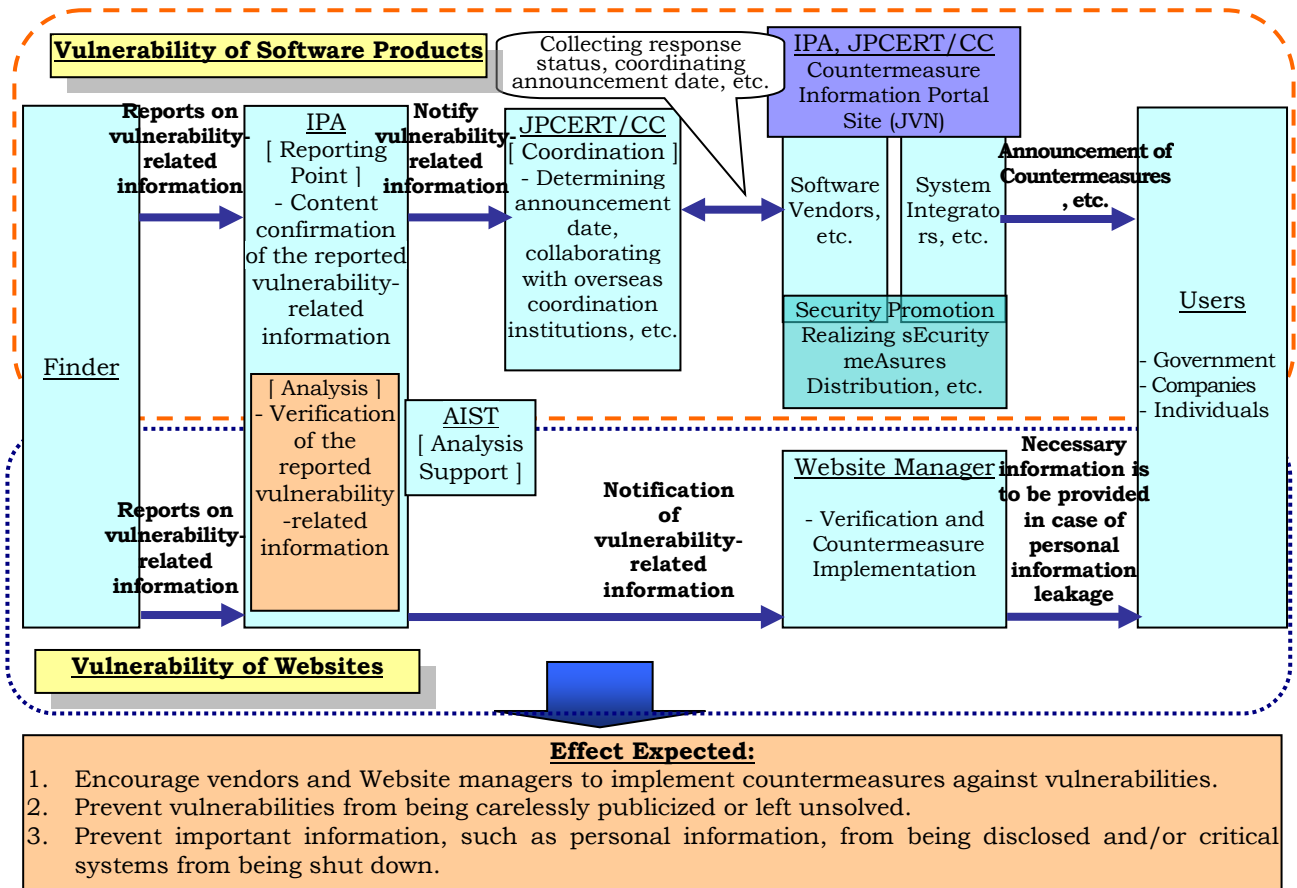 Vulnerability of Software Products
Collecting response
status, coordinating
announcement date, etc.
IPA, JPCERT/CC
Countermeasure
Information Portal
Site (JVN)
Finder
Reports on
vulnerability-
related
information
IPA
[ Reporting
Point ]
- Content
confirmation
of the reported
vulnerability-
related
information
[ Analysis ]
- Verification
of the
reported
vulnerability
-related
information
Notify
vulnerability-
related
information
JPCERT/CC
[ Coordination ]
- Determining
announcement
date,
collaborating
with overseas
coordination
institutions, etc.
Software
Vendors,
etc.
System
Integrato
rs, etc.
Security Promotion
Realizing sEcurity
meAsures
Distribution, etc.
Announcement of
Countermeasures
, etc.
Users
- Government
- Companies
- Individuals
AIST
[ Analysis
Support ]
Reports on
vulnerability-
related
information
Notification
of
vulnerability-
related
information
Website Manager
- Verification and
Countermeasure
Implementation
Necessary
information is
to be provided
in case of
personal
information
leakage
Vulnerability of Websites
Effect Expected:
1. Encourage vendors and Website managers to implement countermeasures against vulnerabilities.
2. Prevent vulnerabilities from being carelessly publicized or left unsolved.
3. Prevent important information, such as personal information, from being disclosed and/or critical
systems from being shut down.